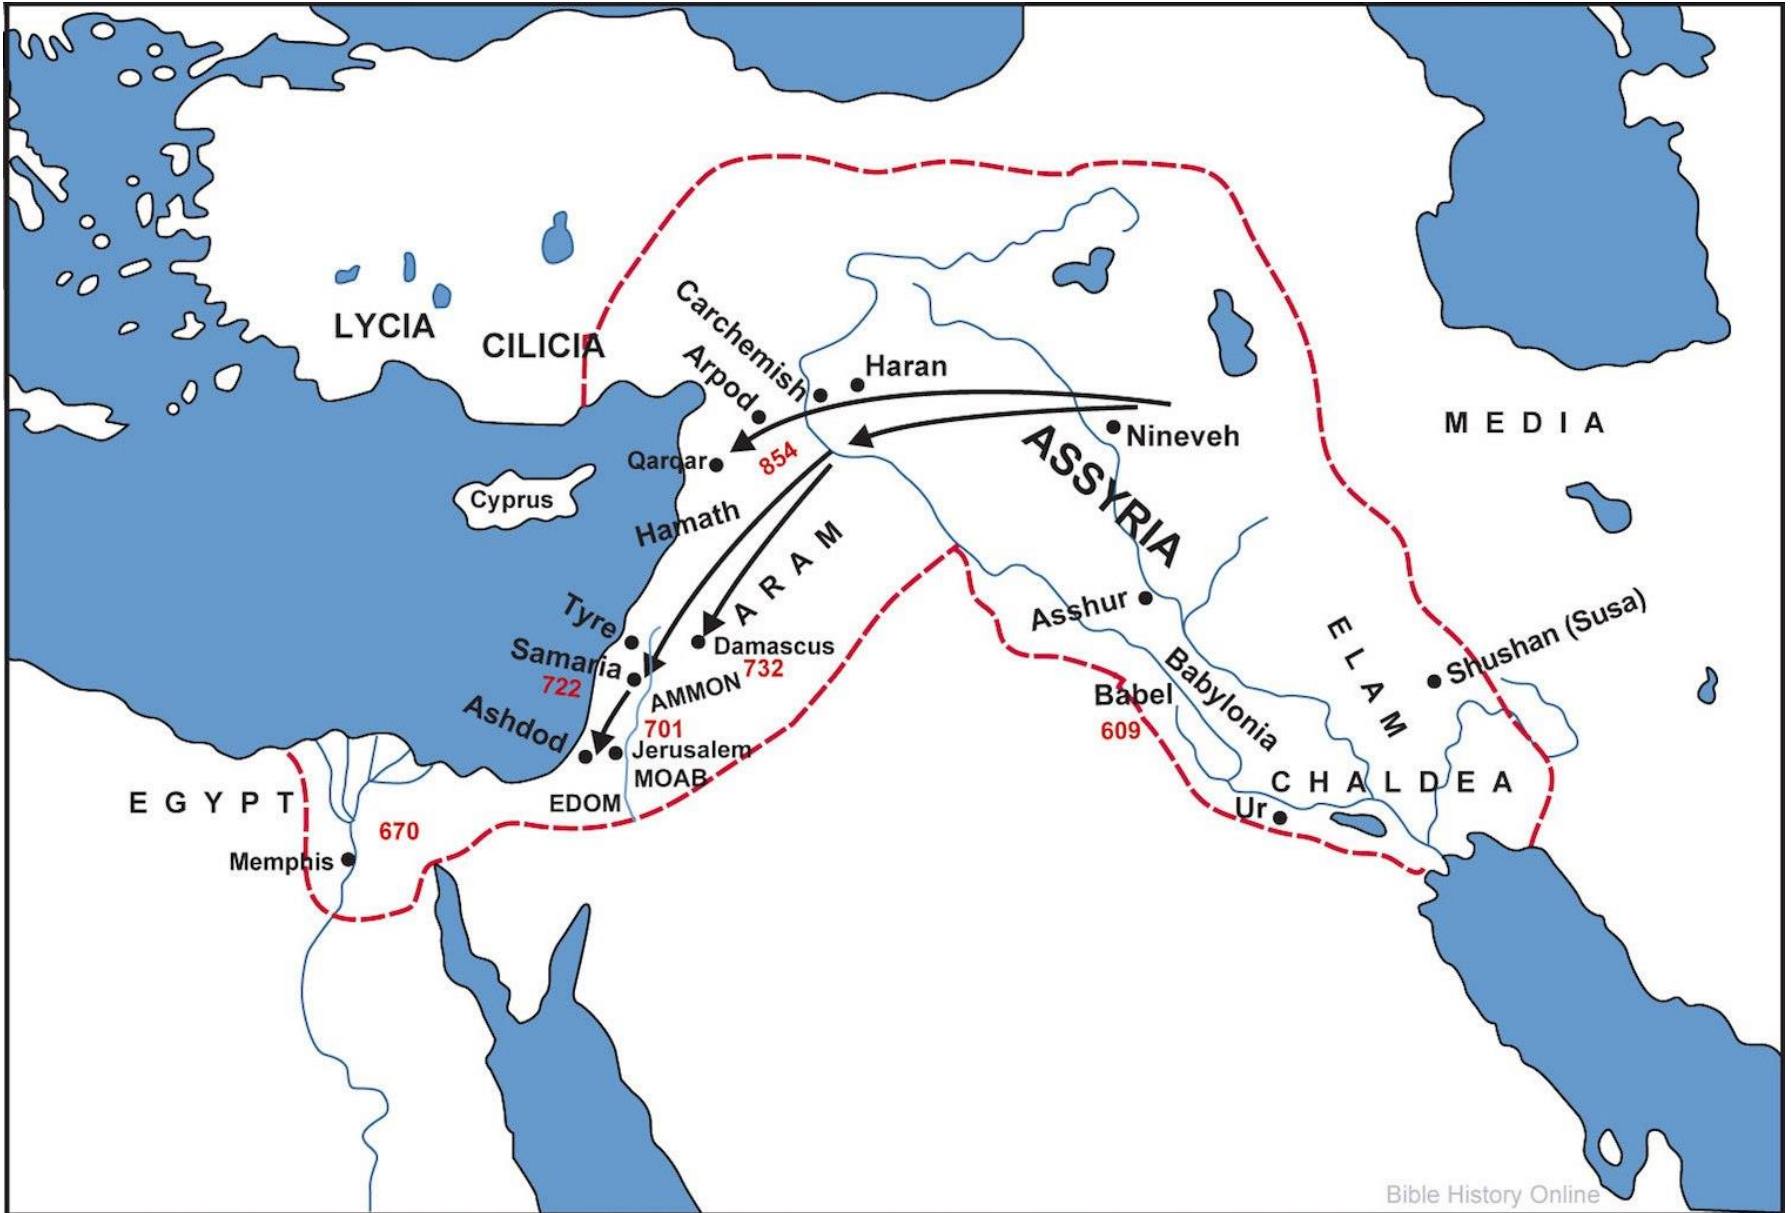 LYCIA
CILICIA
Carchemish
Arpod
Haran
Qarqar
854
Nineveh
ASSYRIA
MEDIA
Cyprus
Hamath
ARAM
Tyre
Samaria
722
Damascus
732
AMMON
701
Ashdod
Jerusalem
MOAB
EDOM
Asshur
Babylonia
Babel
609
ELAM
Shushan (Susa)
CHALDEA
Ur
EGYPT
670
Memphis
Bible History Online